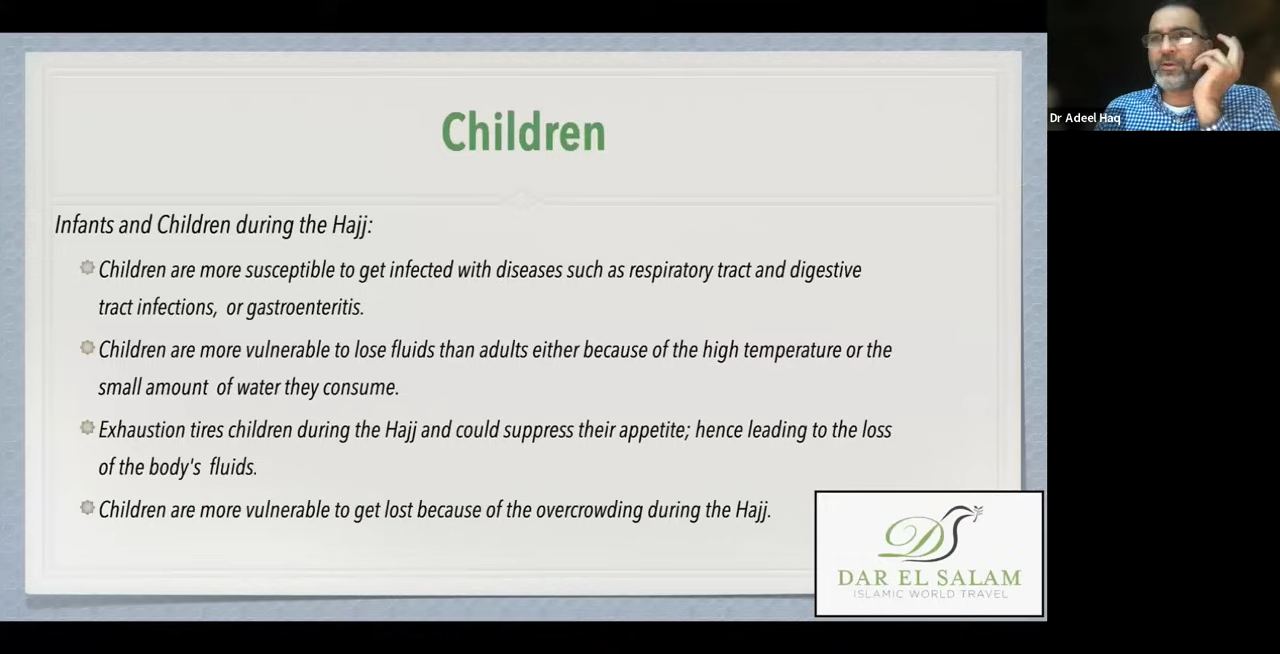 Children
Dr Adeel Haq
Infants and Children during the Hajj:
Children are more susceptible to get infected with diseases such as respiratory tract and digestive
tract infections, or gastroenteritis.
Children are more vulnerable to lose fluids than adults either because of the high temperature or the
small amount of water they consume.
Exhaustion tires children during the Hajj and could suppress their appetite; hence leading to the loss
of the body's fluids.
Children are more vulnerable to get lost because of the overcrowding during the Hajj.
DS
DAR EL SALAM
ISLAMIC WORLD TRAVEL